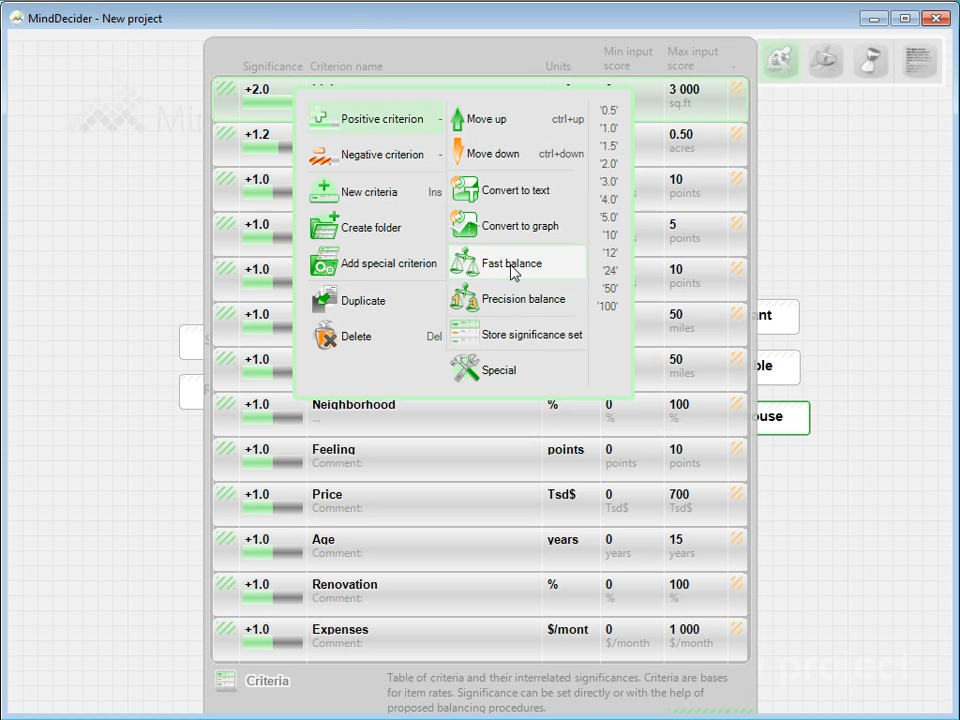 MindDecider - New project
Significance Criterion name Units Min input score Max input score
+2.0 3 000
sq.ft
Positive criterion
Negative criterion
New criteria Ins
Create folder
Add special criterion
Duplicate
Delete Del
Move up ctrl+up
Move down ctrl+down
Convert to text
Convert to graph
Fast balance
Precision balance
Store significance set
Special
'0.5'
'1.0'
'1.5'
'2.0'
'3.0'
'4.0'
'5.0'
'10'
'12'
'24'
'50'
'100'
+1.2 0.50
acres
+1.0 10
points
+1.0 5
points
+1.0 10
points
+1.0 50
miles
+1.0 50
miles
+1.0 Neighborhood % 0 100
... % %
+1.0 Feeling points 0 10
Comment: points points
+1.0 Price Tsd$ 0 700
Comment: Tsd$ Tsd$
+1.0 Age years 0 15
Comment: years years
+1.0 Renovation % 0 100
Comment: % %
+1.0 Expenses $/mont 0 1 000
Comment: $/month $/month
ant
ble
ouse
Criteria
Table of criteria and their interrelated significances. Criteria are bases
for item rates. Significance can be set directly or with the help of
proposed balancing procedures.
project